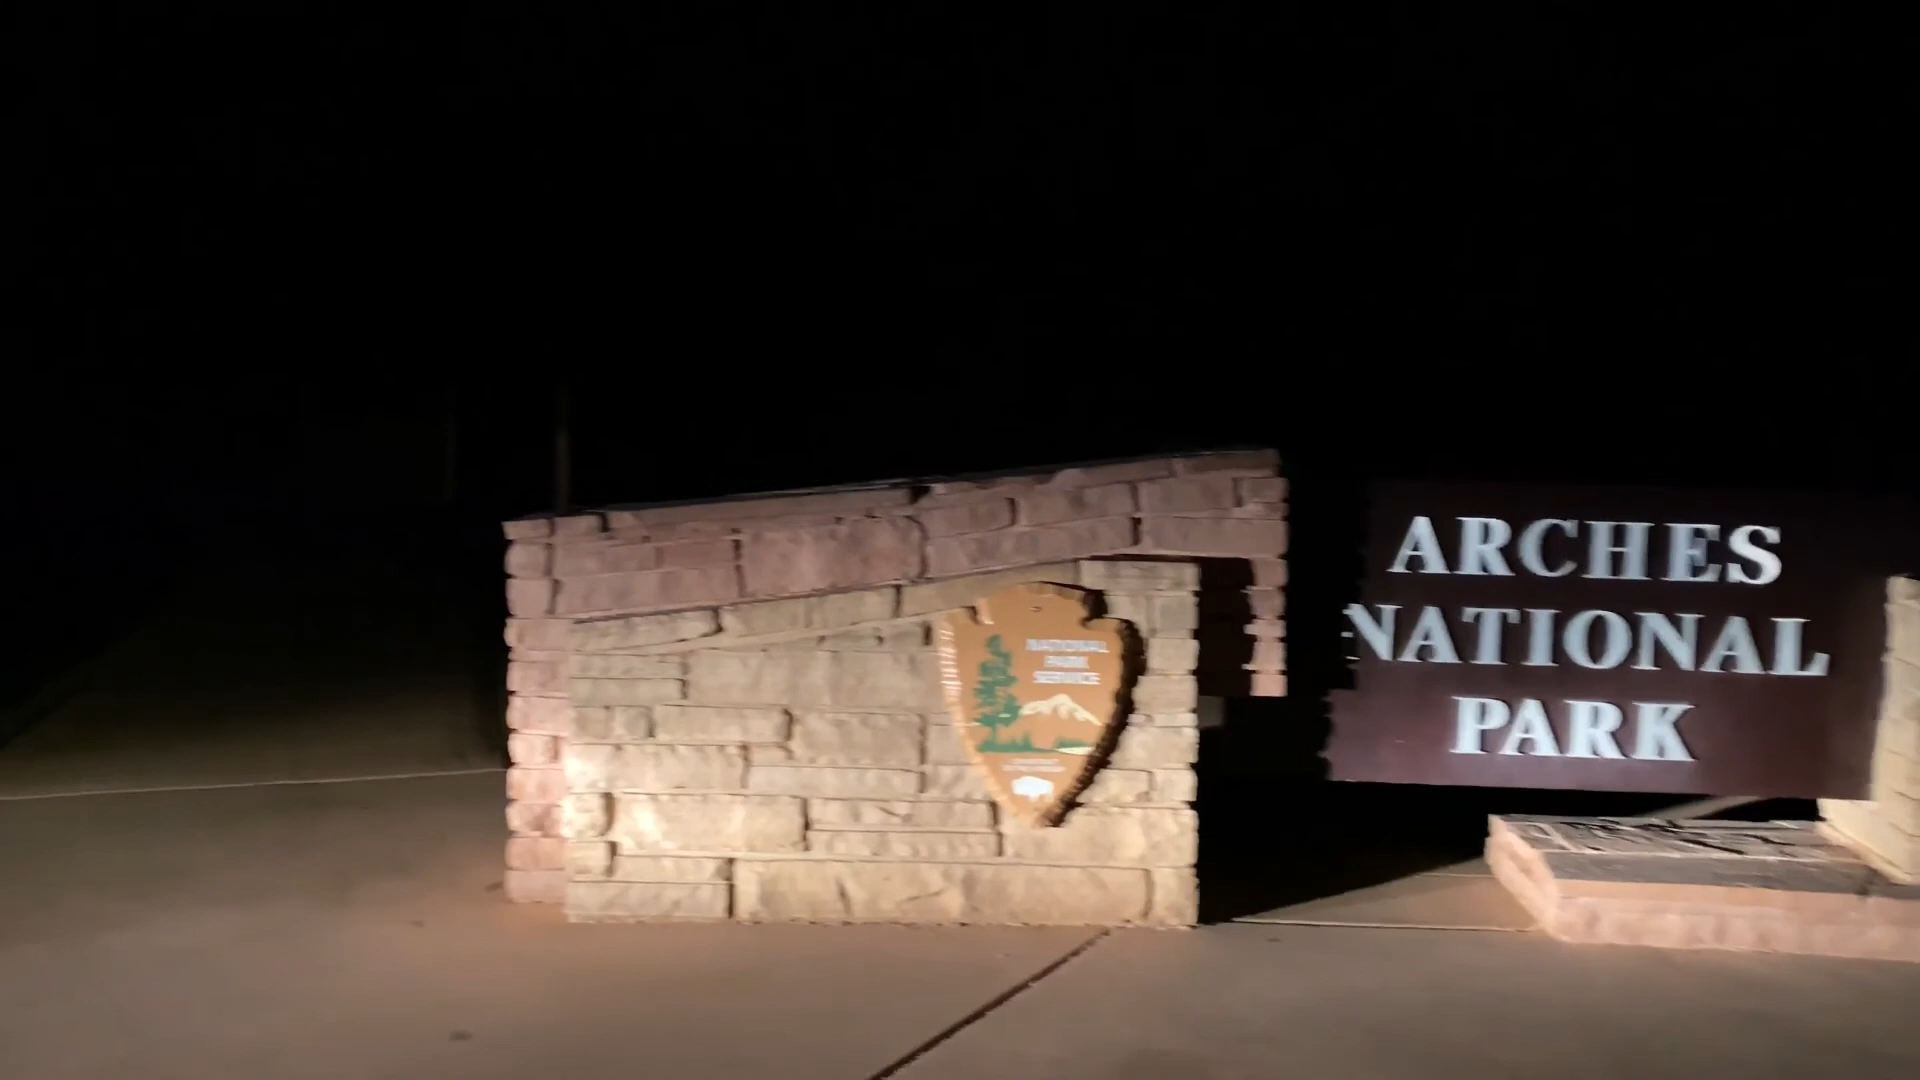 NATIONAL
PARK
SERVICE
ARCHES
NATIONAL
PARK